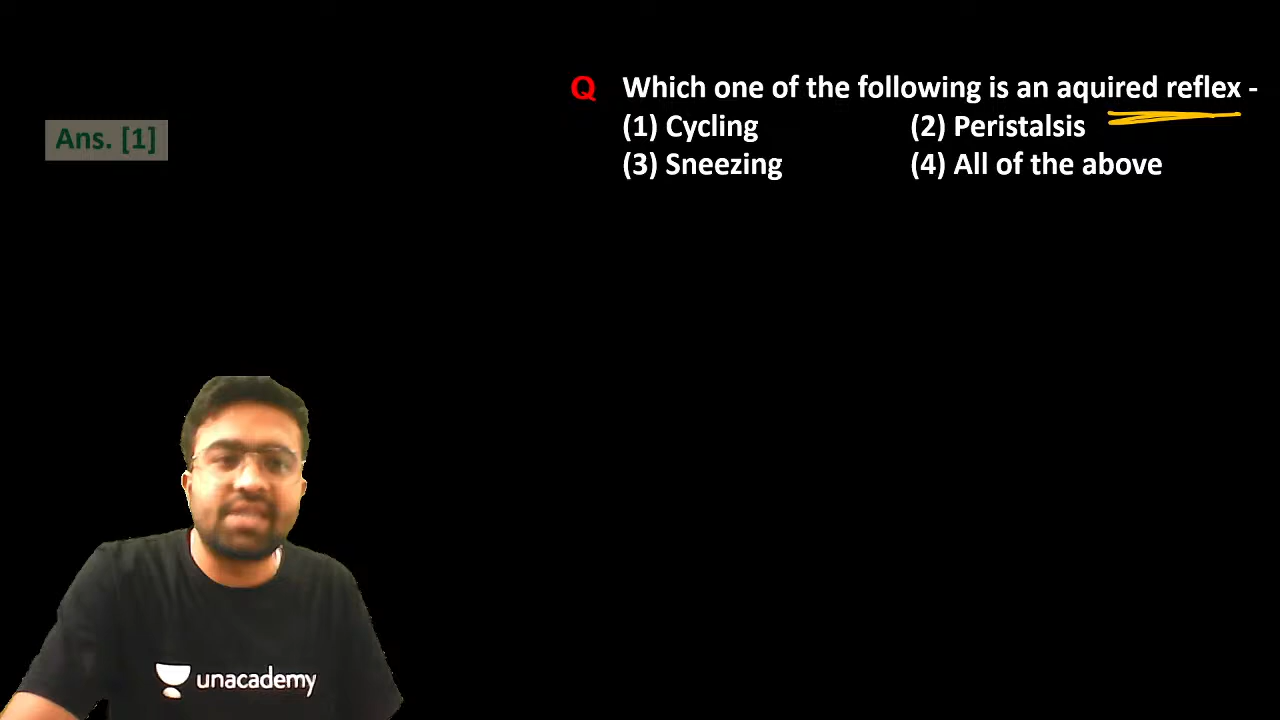 Q Which one of the following is an aquired reflex -
(1) Cycling (2) Peristalsis
(3) Sneezing (4) All of the above
Ans. [1]
unacademy